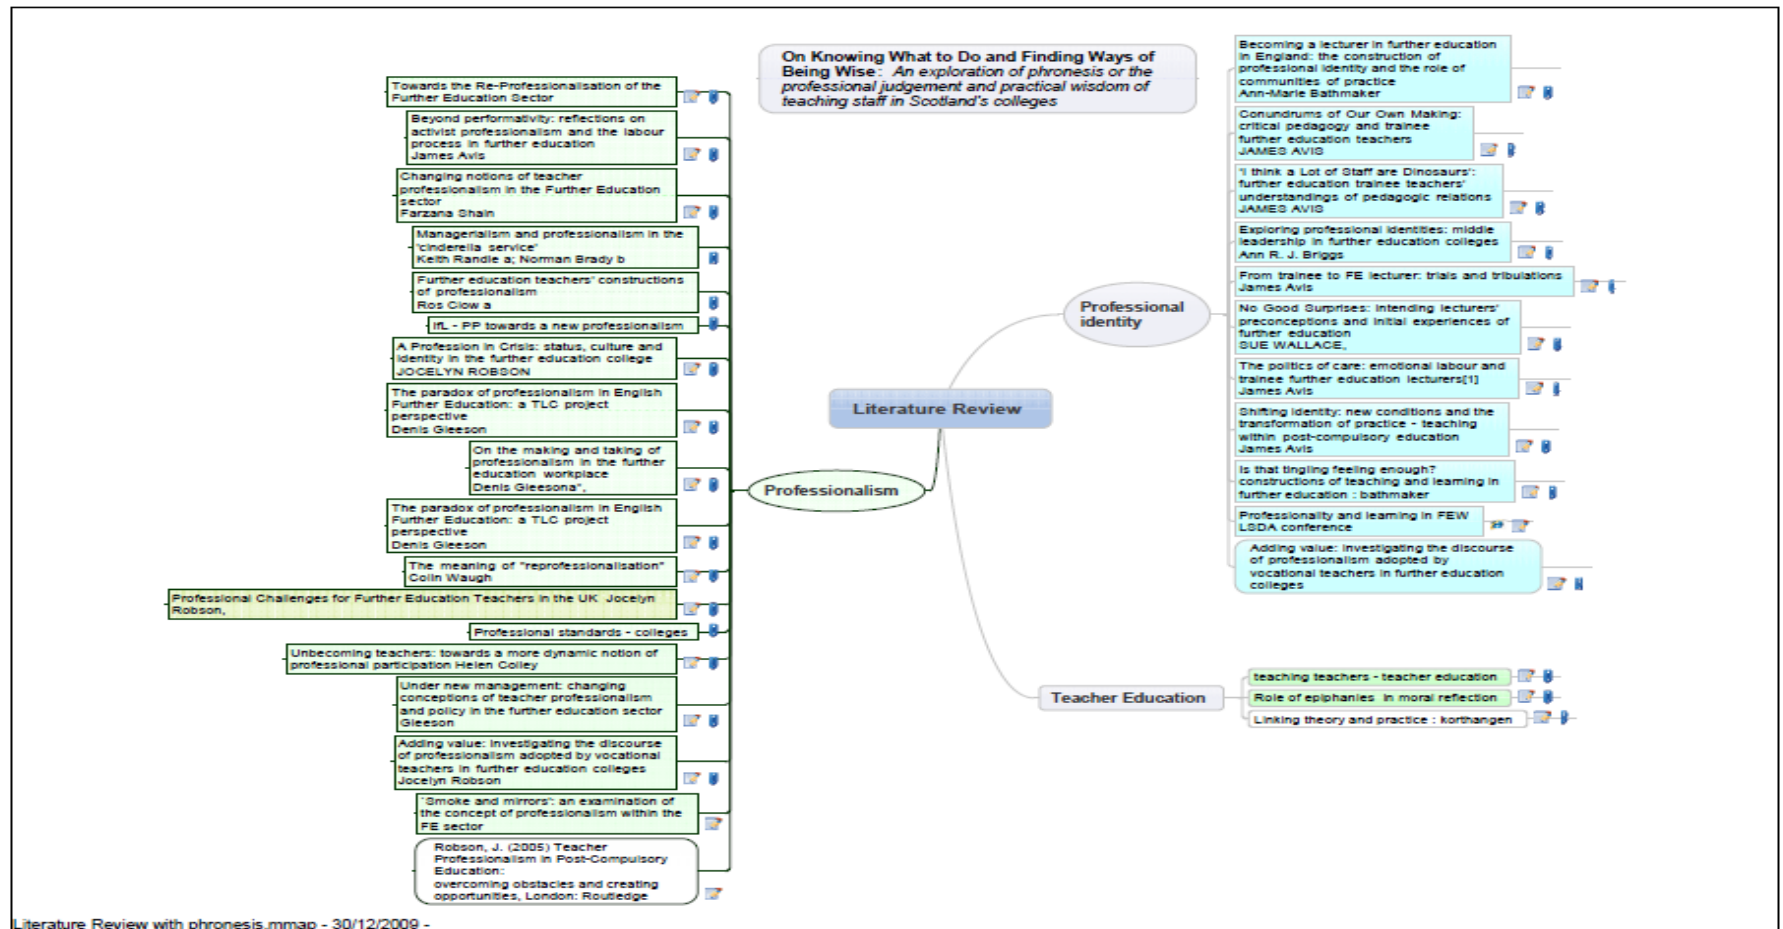 On Knowing What to Do and Finding Ways of
Being Wise: An exploration of phronesis or the
professional judgement and practical wisdom of
teaching staff in Scotland's colleges
Towards the Re-Professionalisation of the
Further Education Sector
Beyond performativity: reflections on
activist professionalism and the labour
process in further education
James Avis
Changing notions of teacher
professionalism in the Further Education
sector
Farzana Shain
Managerialism and professionalism in the
'cinderella service'
Keith Randle a; Norman Brady b
Further education teachers' constructions
of professionalism
Ros Clow a
IfL - PP towards a new professionalism
A Profession in Crisis: status, culture and
identity in the further education college
JOCELYN ROBSON
The paradox of professionalism in English
Further Education: a TLC project
perspective
Denis Gleeson
On the making and taking of
professionalism in the further
education workplace
Denis Gleesona*,
The paradox of professionalism in English
Further Education: a TLC project
perspective
Denis Gleeson
The meaning of "reprofessionalisation"
Colin Waugh
Professional Challenges for Further Education Teachers in the UK Jocelyn
Robson,
Professional standards - colleges
Unbecoming teachers: towards a more dynamic notion of
professional participation Helen Colley
Under new management: changing
conceptions of teacher professionalism
and policy in the further education sector
Gleeson
Adding value: investigating the discourse
of professionalism adopted by vocational
teachers in further education colleges
Jocelyn Robson
'Smoke and mirrors': an examination of
the concept of professionalism within the
FE sector
Robson, J. (2005) Teacher
Professionalism in Post-Compulsory
Education:
overcoming obstacles and creating
opportunities, London: Routledge
Professionalism
Literature Review
Professional
identity
Becoming a lecturer in further education
in England: the construction of
professional identity and the role of
communities of practice
Ann-Marie Bathmaker
Conundrums of Our Own Making:
critical pedagogy and trainee
further education teachers
JAMES AVIS
'I think a Lot of Staff are Dinosaurs':
further education trainee teachers'
understandings of pedagogic relations
JAMES AVIS
Exploring professional identities: middle
leadership in further education colleges
Ann R. J. Briggs
From trainee to FE lecturer: trials and tribulations
James Avis
No Good Surprises: intending lecturers'
preconceptions and initial experiences of
further education
SUE WALLACE,
The politics of care: emotional labour and
trainee further education lecturers[1]
James Avis
Shifting identity: new conditions and the
transformation of practice - teaching
within post-compulsory education
James Avis
Is that tingling feeling enough?
constructions of teaching and learning in
further education : bathmaker
Professionality and learning in FEW
LSDA conference
Adding value: investigating the discourse
of professionalism adopted by
vocational teachers in further education
colleges
Teacher Education
teaching teachers - teacher education
Role of epiphanies in moral reflection
Linking theory and practice : korthangen
Literature Review with phronesis.mmap - 30/12/2009 -